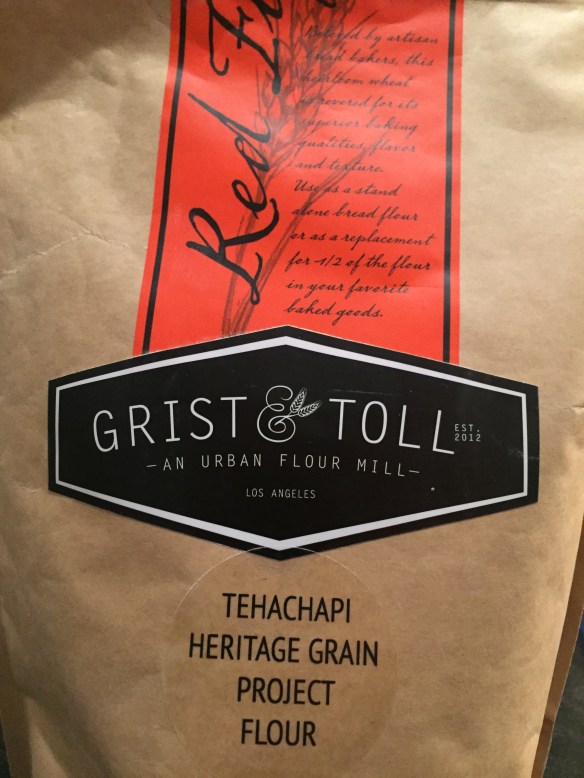 Red
Beloved by artisan
bread bakers, this
heirloom wheat
is revered for its
superior baking
qualities, flavor
and texture.
Use as a stand
alone bread flour
or as a replacement
for 1/2 of the flour
in your favorite
baked goods.
GRIST & TOLL EST. 2012
—AN URBAN FLOUR MILL—
LOS ANGELES
TEHACHAPI
HERITAGE GRAIN
PROJECT
FLOUR